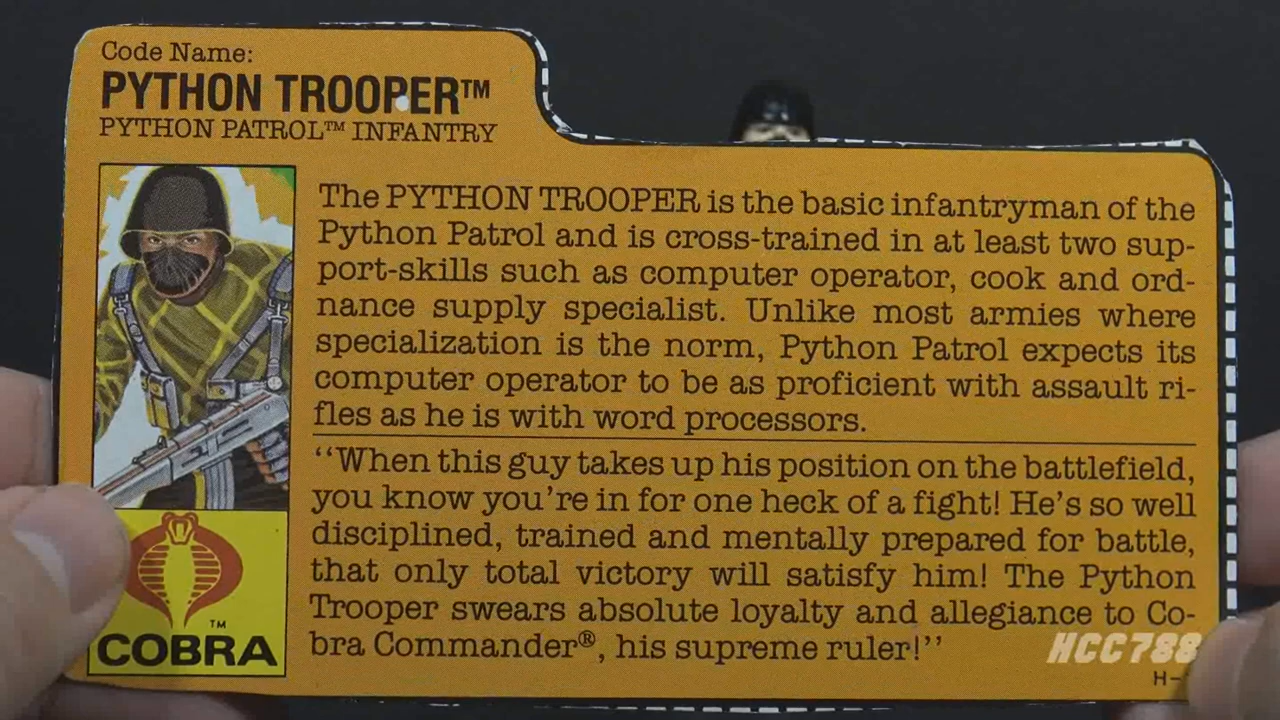 Code Name:
PYTHON TROOPER™
PYTHON PATROL™ INFANTRY
The PYTHON TROOPER is the basic infantryman of the
Python Patrol and is cross-trained in at least two sup-
port-skills such as computer operator, cook and ord-
nance supply specialist. Unlike most armies where
specialization is the norm, Python Patrol expects its
computer operator to be as proficient with assault ri-
fles as he is with word processors.
‘‘When this guy takes up his position on the battlefield,
you know you’re in for one heck of a fight! He’s so well
disciplined, trained and mentally prepared for battle,
that only total victory will satisfy him! The Python
Trooper swears absolute loyalty and allegiance to Co-
bra Commander®, his supreme ruler!’’
™
COBRA
HCC788
H-